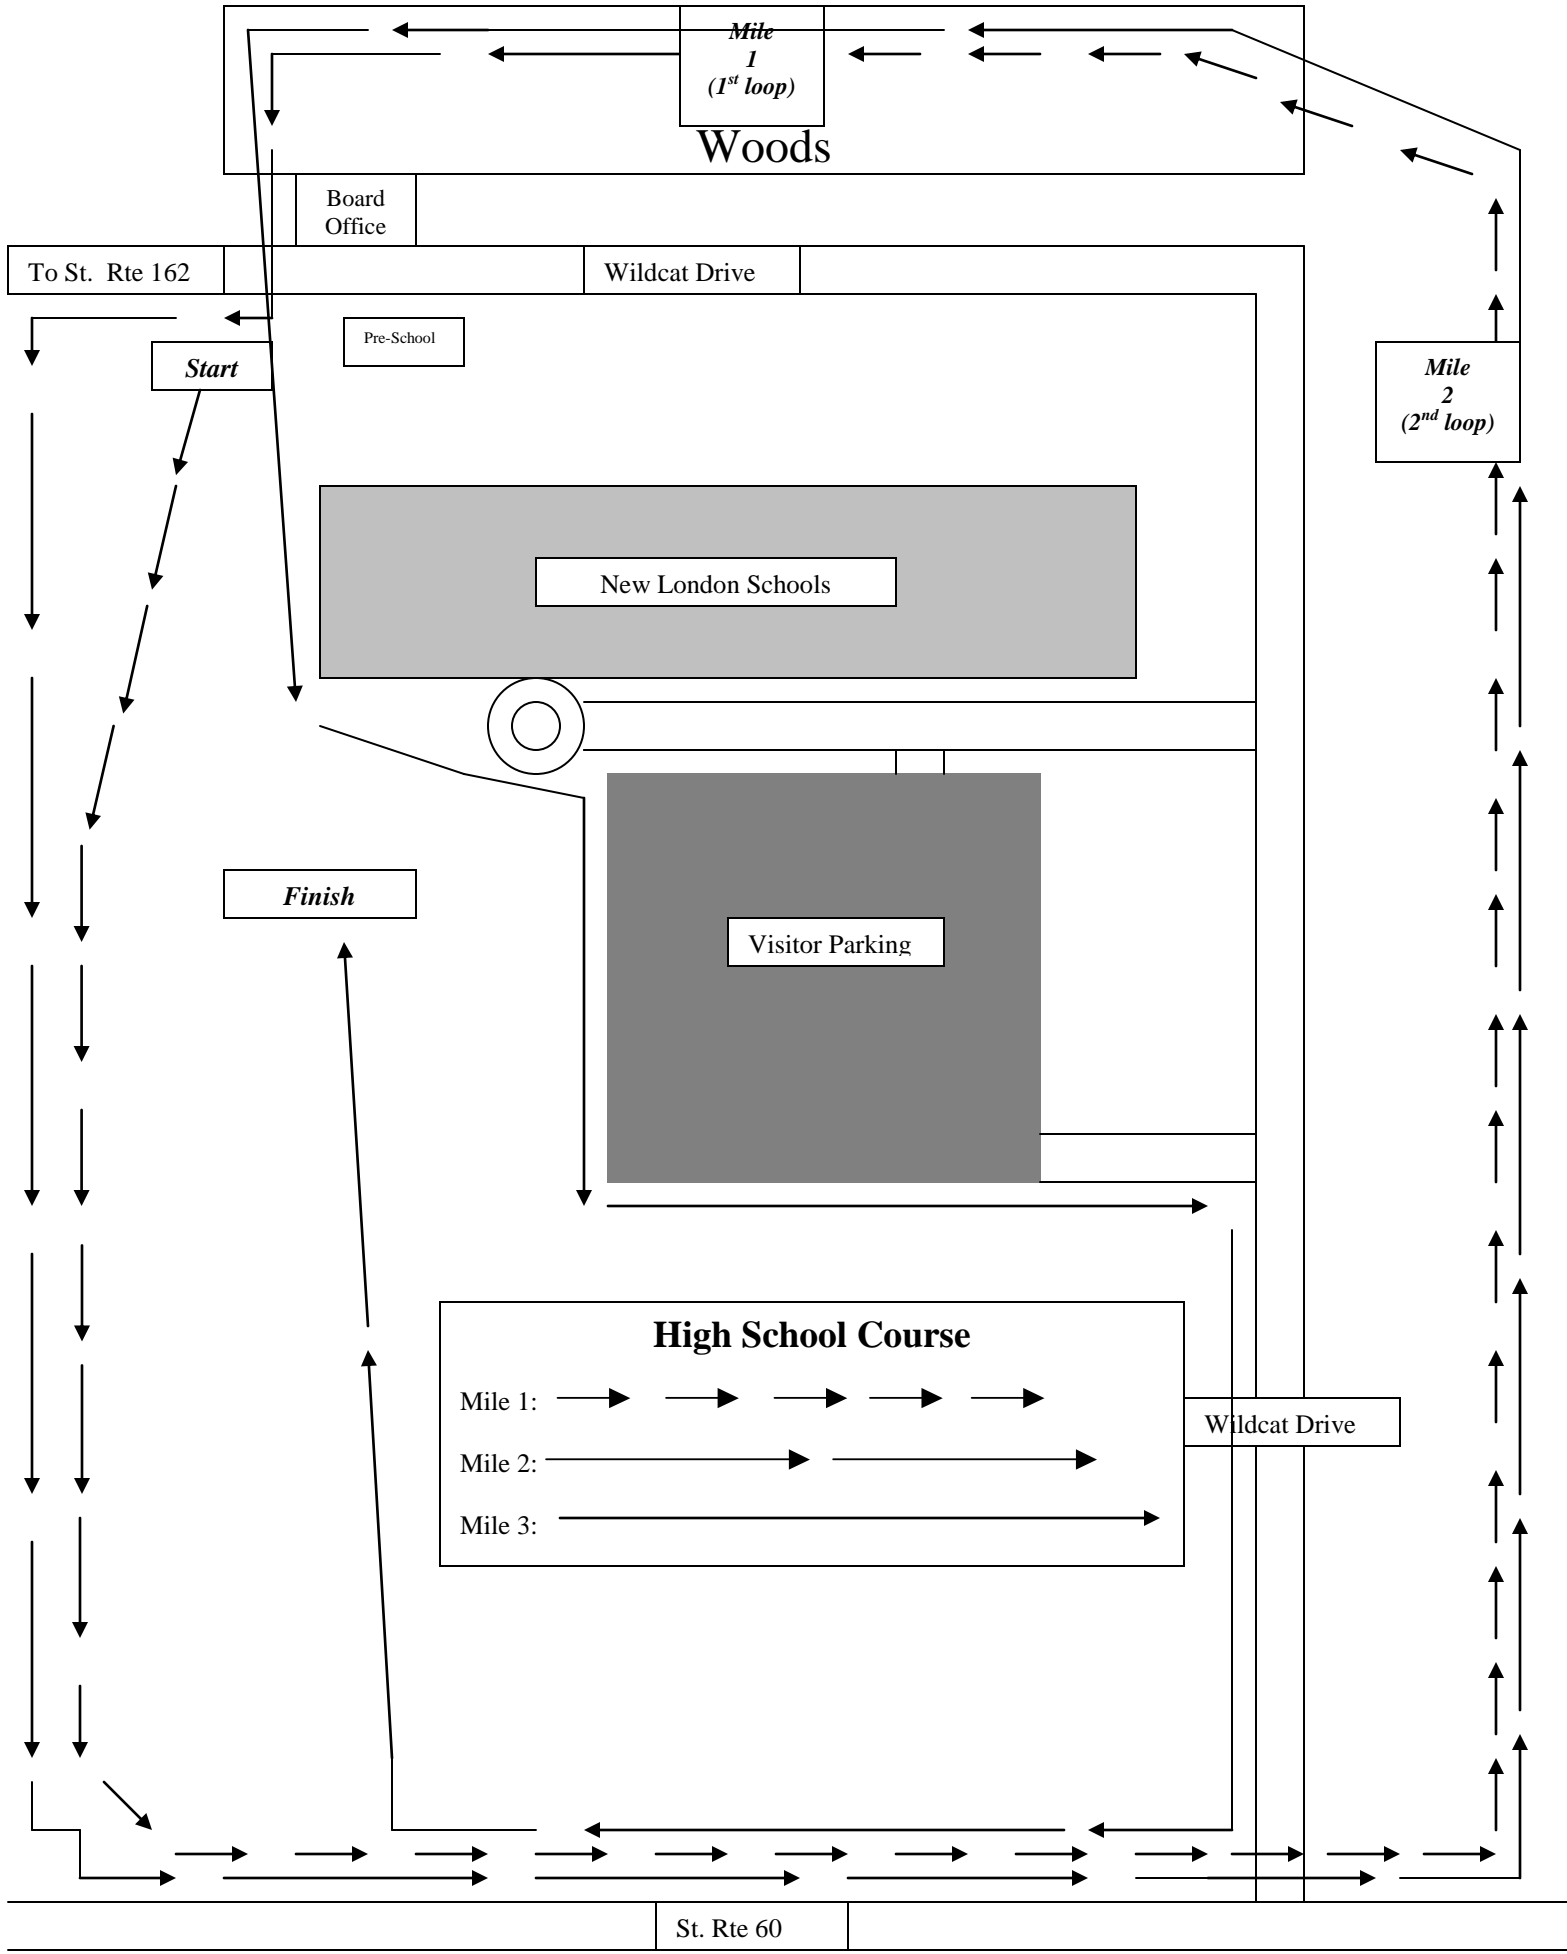 Mile
1
(1st loop)
Woods
Board
Office
To St. Rte 162
Wildcat Drive
Pre-School
Start
Mile
2
(2nd loop)
New London Schools
Finish
Visitor Parking
High School Course
Mile 1:
Mile 2:
Mile 3:
Wildcat Drive
St. Rte 60